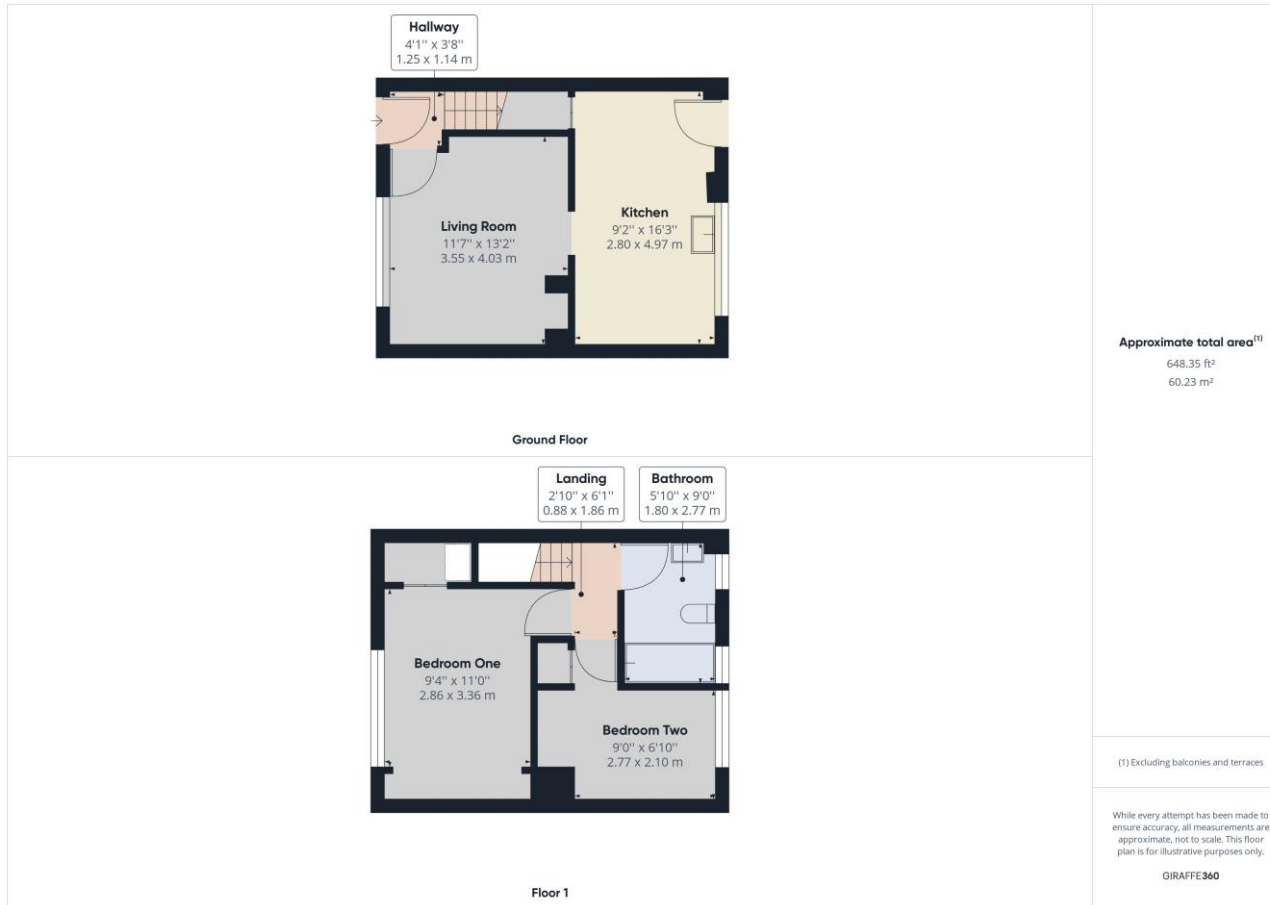 Hallway
4'1'' x 3'8''
1.25 x 1.14 m
Living Room
11'7'' x 13'2''
3.55 x 4.03 m
Kitchen
9'2'' x 16'3''
2.80 x 4.97 m
Ground Floor
Landing
2'10'' x 6'1''
0.88 x 1.86 m
Bathroom
5'10'' x 9'0''
1.80 x 2.77 m
Bedroom One
9'4'' x 11'0''
2.86 x 3.36 m
Bedroom Two
9'0'' x 6'10''
2.77 x 2.10 m
Floor 1
Approximate total area(1)
648.35 ft²
60.23 m²
(1) Excluding balconies and terraces
While every attempt has been made to
ensure accuracy, all measurements are
approximate, not to scale. This floor
plan is for illustrative purposes only.
GIRAFFE360